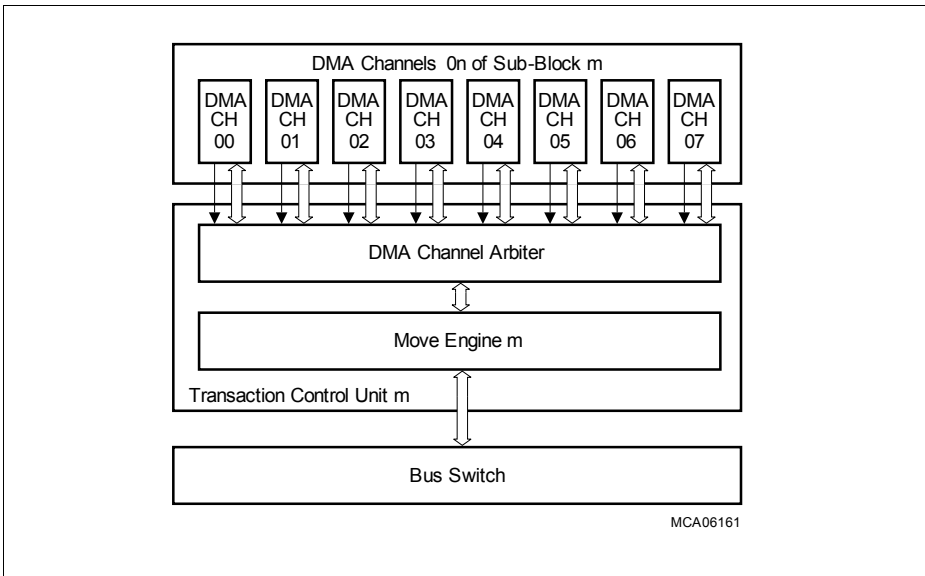 DMA Channels 0n of Sub-Block m
DMA CH 00
DMA CH 01
DMA CH 02
DMA CH 03
DMA CH 04
DMA CH 05
DMA CH 06
DMA CH 07
DMA Channel Arbiter
Move Engine m
Transaction Control Unit m
Bus Switch
MCA06161